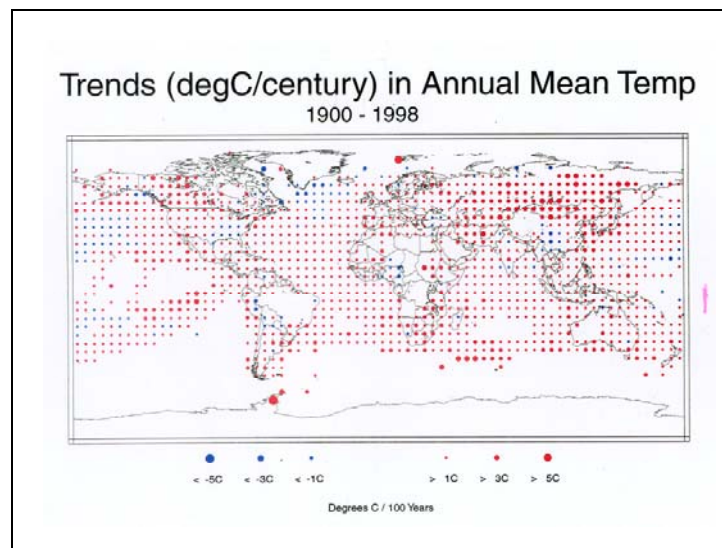 Trends (degC/century) in Annual Mean Temp
1900 - 1998
< -5C < -3C < -1C > 1C > 3C > 5C
Degrees C / 100 Years